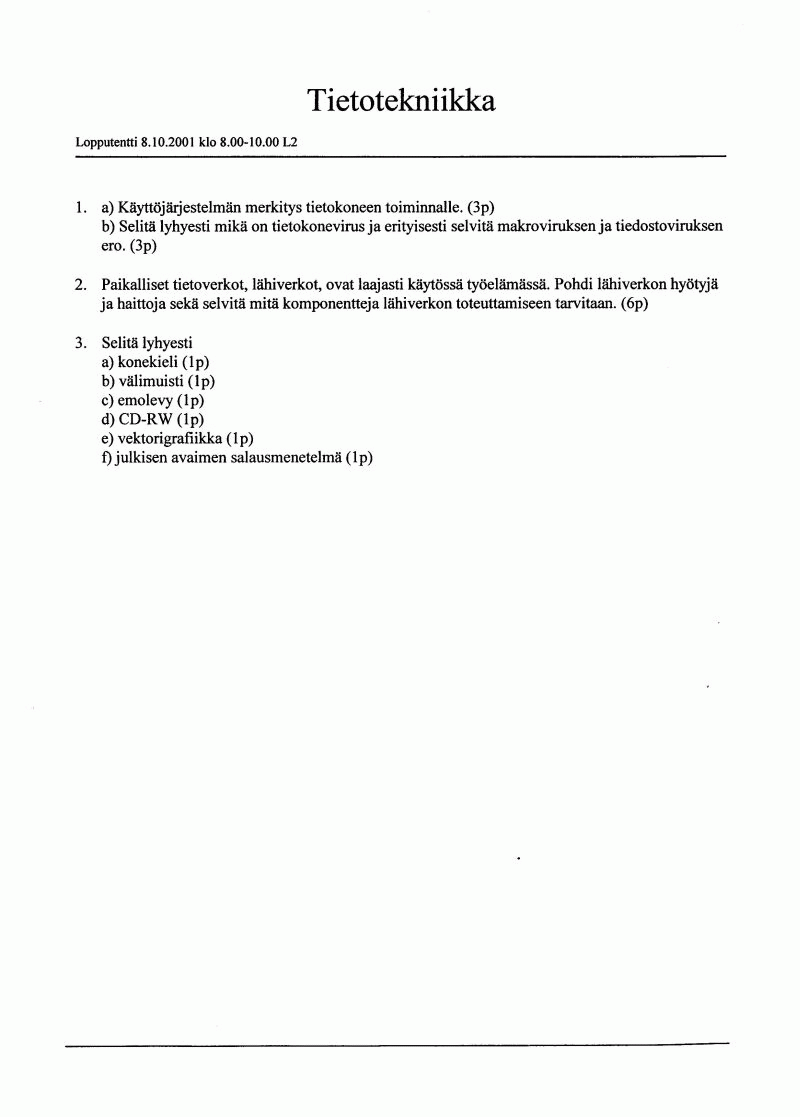 Tietotekniikka
Lopputentti 8.10.2001 klo 8.00-10.00 L2
1. a) Käyttöjärjestelmän merkitys tietokoneen toiminnalle. (3p)
b) Selitä lyhyesti mikä on tietokonevirus ja erityisesti selvitä makroviruksen ja tiedostoviruksen
ero. (3p)
2. Paikalliset tietoverkot, lähiverkot, ovat laajasti käytössä työelämässä. Pohdi lähiverkon hyötyjä
ja haittoja sekä selvitä mitä komponentteja lähiverkon toteuttamiseen tarvitaan. (6p)
3. Selitä lyhyesti
a) konekieli (1p)
b) välimuisti (1p)
c) emolevy (1p)
d) CD-RW (1p)
e) vektorigrafiikka (1p)
f) julkisen avaimen salausmenetelmä (1p)